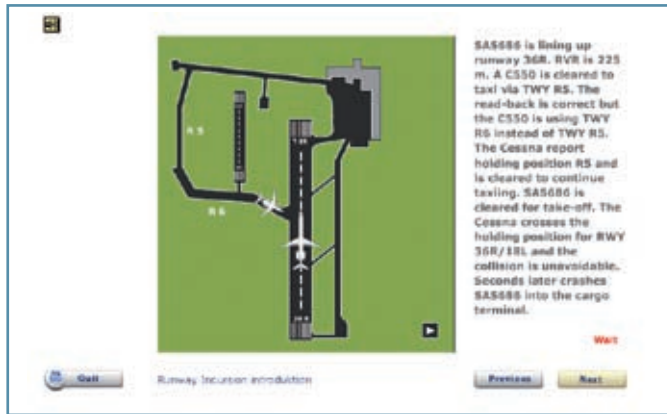 SAS686 is lining up
runway 36R. RVR is 225
m. A C550 is cleared to
taxi via TWY R5. The
read-back is correct but
the C550 is using TWY
R6 instead of TWY R5.
The Cessna report
holding position R5 and
is cleared to continue
taxiing. SAS686 is
cleared for take-off. The
Cessna crosses the
holding position for RWY
36R/18L and the
collision is unavoidable.
Seconds later crashes
SAS686 into the cargo
terminal.
R 5
R 6
Wait
Quit
Runway Incursion introduktion
Previous
Next